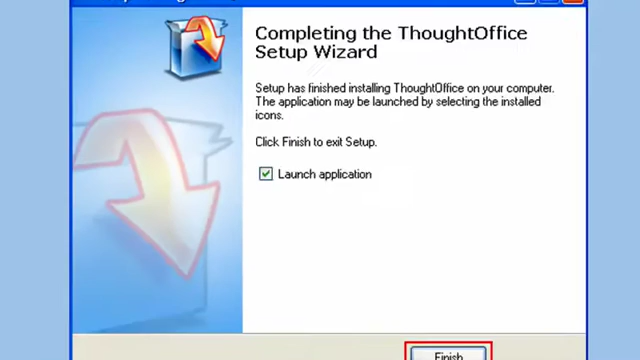 Completing the ThoughtOffice
Setup Wizard
Setup has finished installing ThoughtOffice on your computer.
The application may be launched by selecting the installed
icons.
Click Finish to exit Setup.
Launch application
Finish